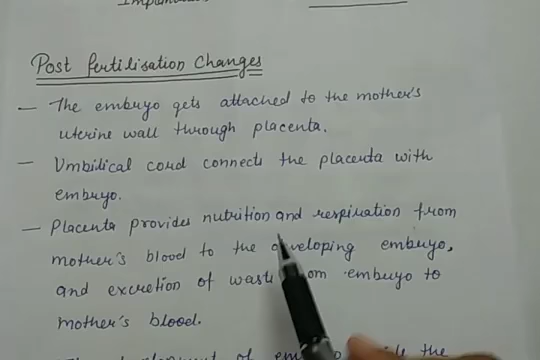 Post Fertilisation Changes
— The embryo gets attached to the mother's
uterine wall through placenta.
— Umbilical cord connects the placenta with
embryo.
— Placenta provides nutrition and respiration from
mother's blood to the developing embryo,
and excretion of waste from embryo to
mother's blood.